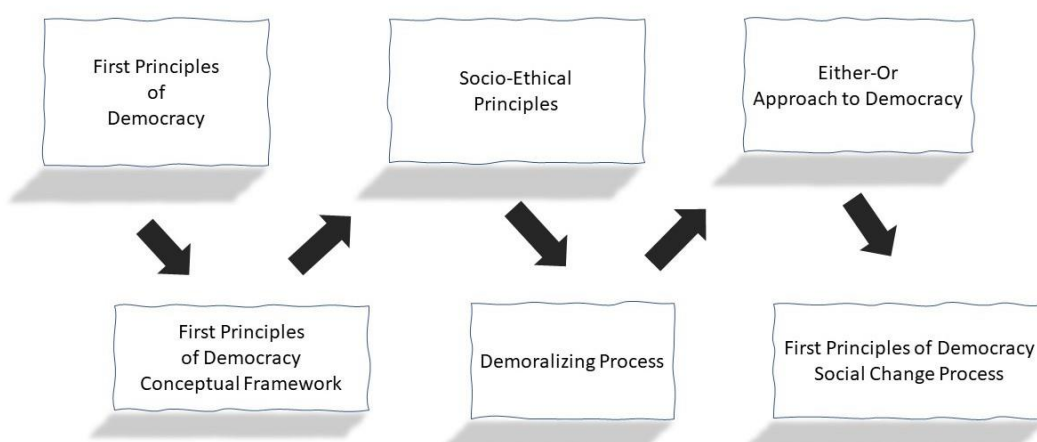 First Principles
of
Democracy
First Principles
of Democracy
Conceptual Framework
Socio-Ethical
Principles
Demoralizing Process
Either-Or
Approach to Democracy
First Principles of Democracy
Social Change Process